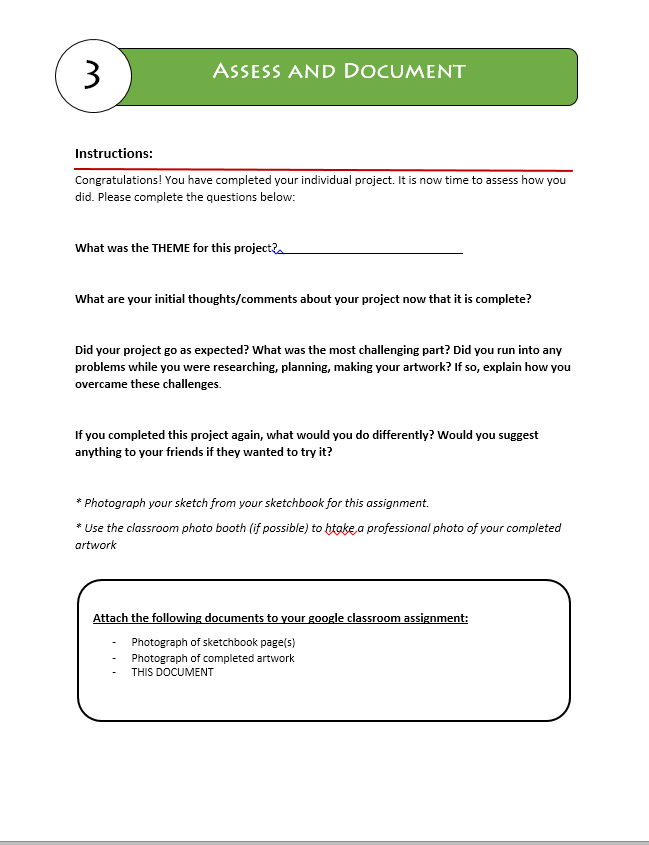 3
ASSESS AND DOCUMENT
Instructions:
Congratulations! You have completed your individual project. It is now time to assess how you
did. Please complete the questions below:
What was the THEME for this project?______________________________
What are your initial thoughts/comments about your project now that it is complete?
Did your project go as expected? What was the most challenging part? Did you run into any
problems while you were researching, planning, making your artwork? If so, explain how you
overcame these challenges.
If you completed this project again, what would you do differently? Would you suggest
anything to your friends if they wanted to try it?
* Photograph your sketch from your sketchbook for this assignment.
* Use the classroom photo booth (if possible) to htake a professional photo of your completed
artwork
Attach the following documents to your google classroom assignment:
- Photograph of sketchbook page(s)
- Photograph of completed artwork
- THIS DOCUMENT